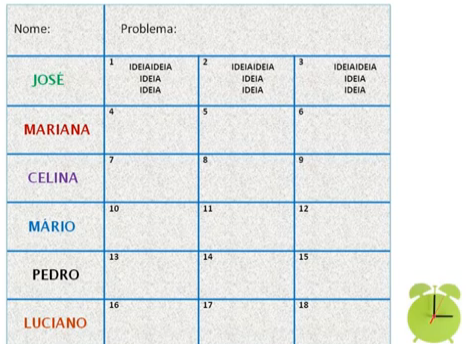 Nome: Problema:
JOSÉ
1 IDEIAIDEIA 2 IDEIAIDEIA 3 IDEIAIDEIA
IDEIA IDEIA IDEIA
IDEIA IDEIA IDEIA
MARIANA 4 5 6
CELINA 7 8 9
MÁRIO 10 11 12
PEDRO 13 14 15
LUCIANO 16 17 18